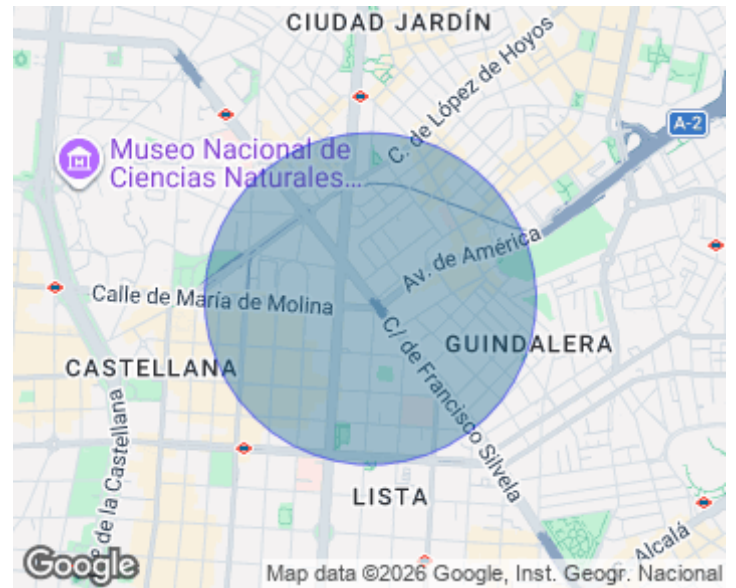 CIUDAD JARDÍN
C. de López de Hoyos
A-2
Museo Nacional de
Ciencias Naturales...
Av. de América
Calle de María de Molina
C/ de Francisco Silvela
GUINDALERA
CASTELLANA
de la Castellana
LISTA
Alcalá
Google
Map data ©2026 Google, Inst. Geogr. Nacional